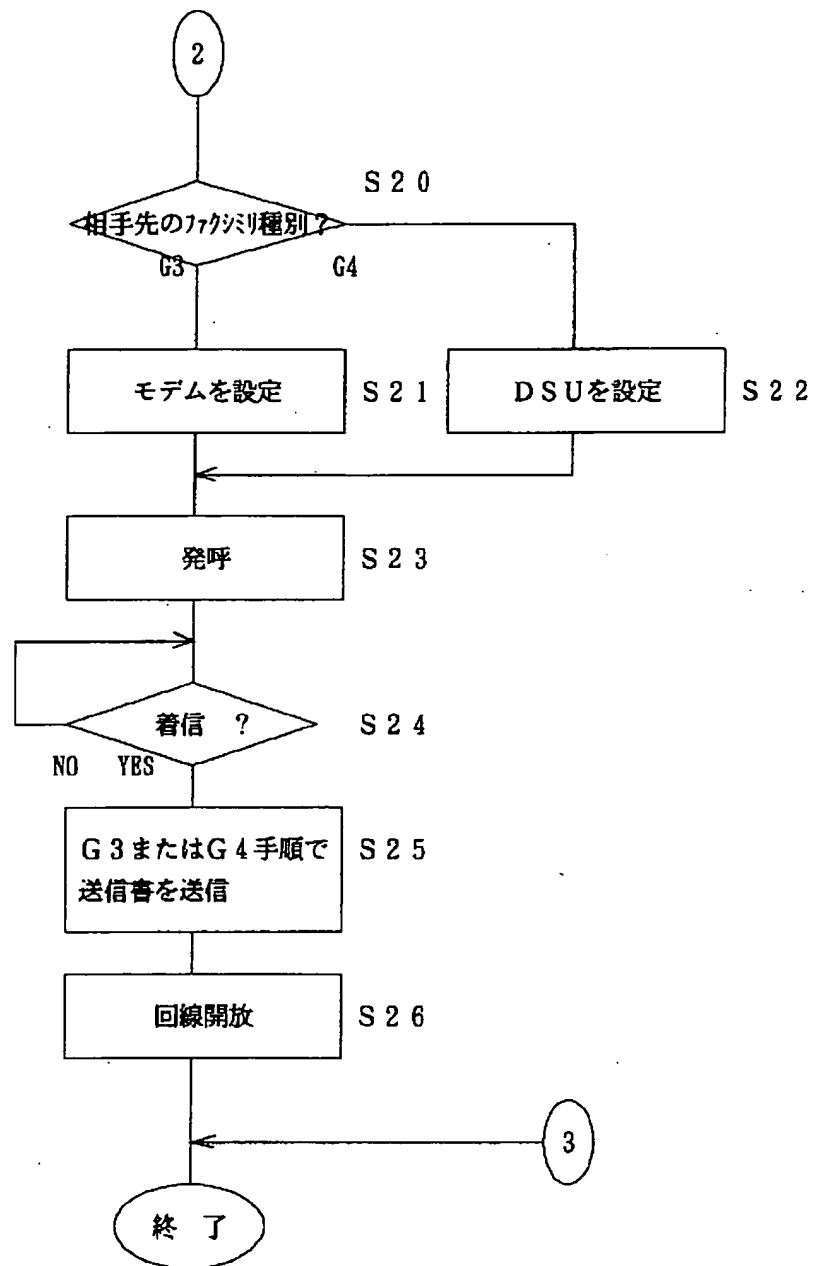 2
S20
相手先のファクシミリ種別?
G3 G4
モデムを設定 S21 DSUを設定 S22
発呼 S23
着信 ? S24
NO YES
G3またはG4手順で S25
送信書を送信
回線開放 S26
3
終了